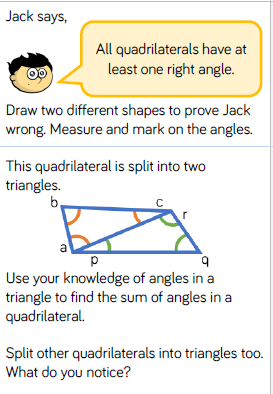 Jack says,
All quadrilaterals have at
least one right angle.
Draw two different shapes to prove Jack
wrong. Measure and mark on the angles.
This quadrilateral is split into two
triangles.
b
c
r
a
p
q
Use your knowledge of angles in a
triangle to find the sum of angles in a
quadrilateral.
Split other quadrilaterals into triangles too.
What do you notice?